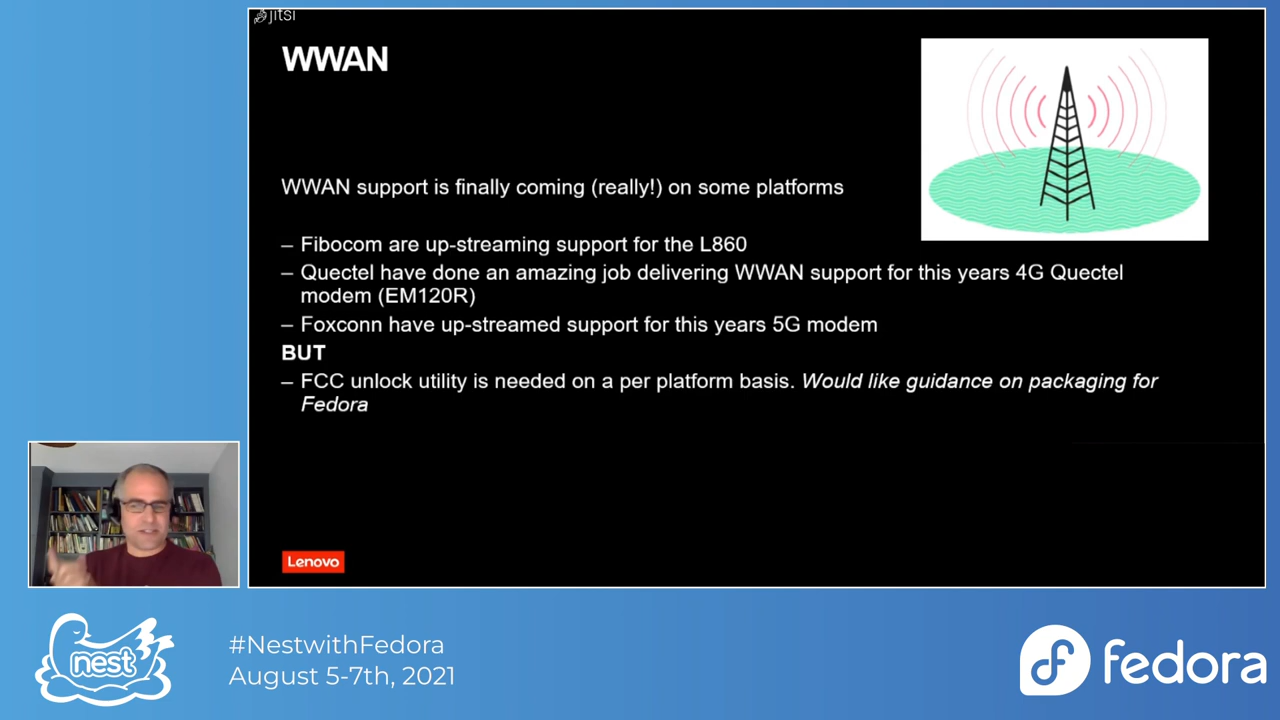 jitsi
WWAN
WWAN support is finally coming (really!) on some platforms
– Fibocom are up-streaming support for the L860
– Quectel have done an amazing job delivering WWAN support for this years 4G Quectel
modem (EM120R)
– Foxconn have up-streamed support for this years 5G modem
BUT
– FCC unlock utility is needed on a per platform basis. Would like guidance on packaging for
Fedora
Lenovo
nest
#NestwithFedora
August 5-7th, 2021
fedora